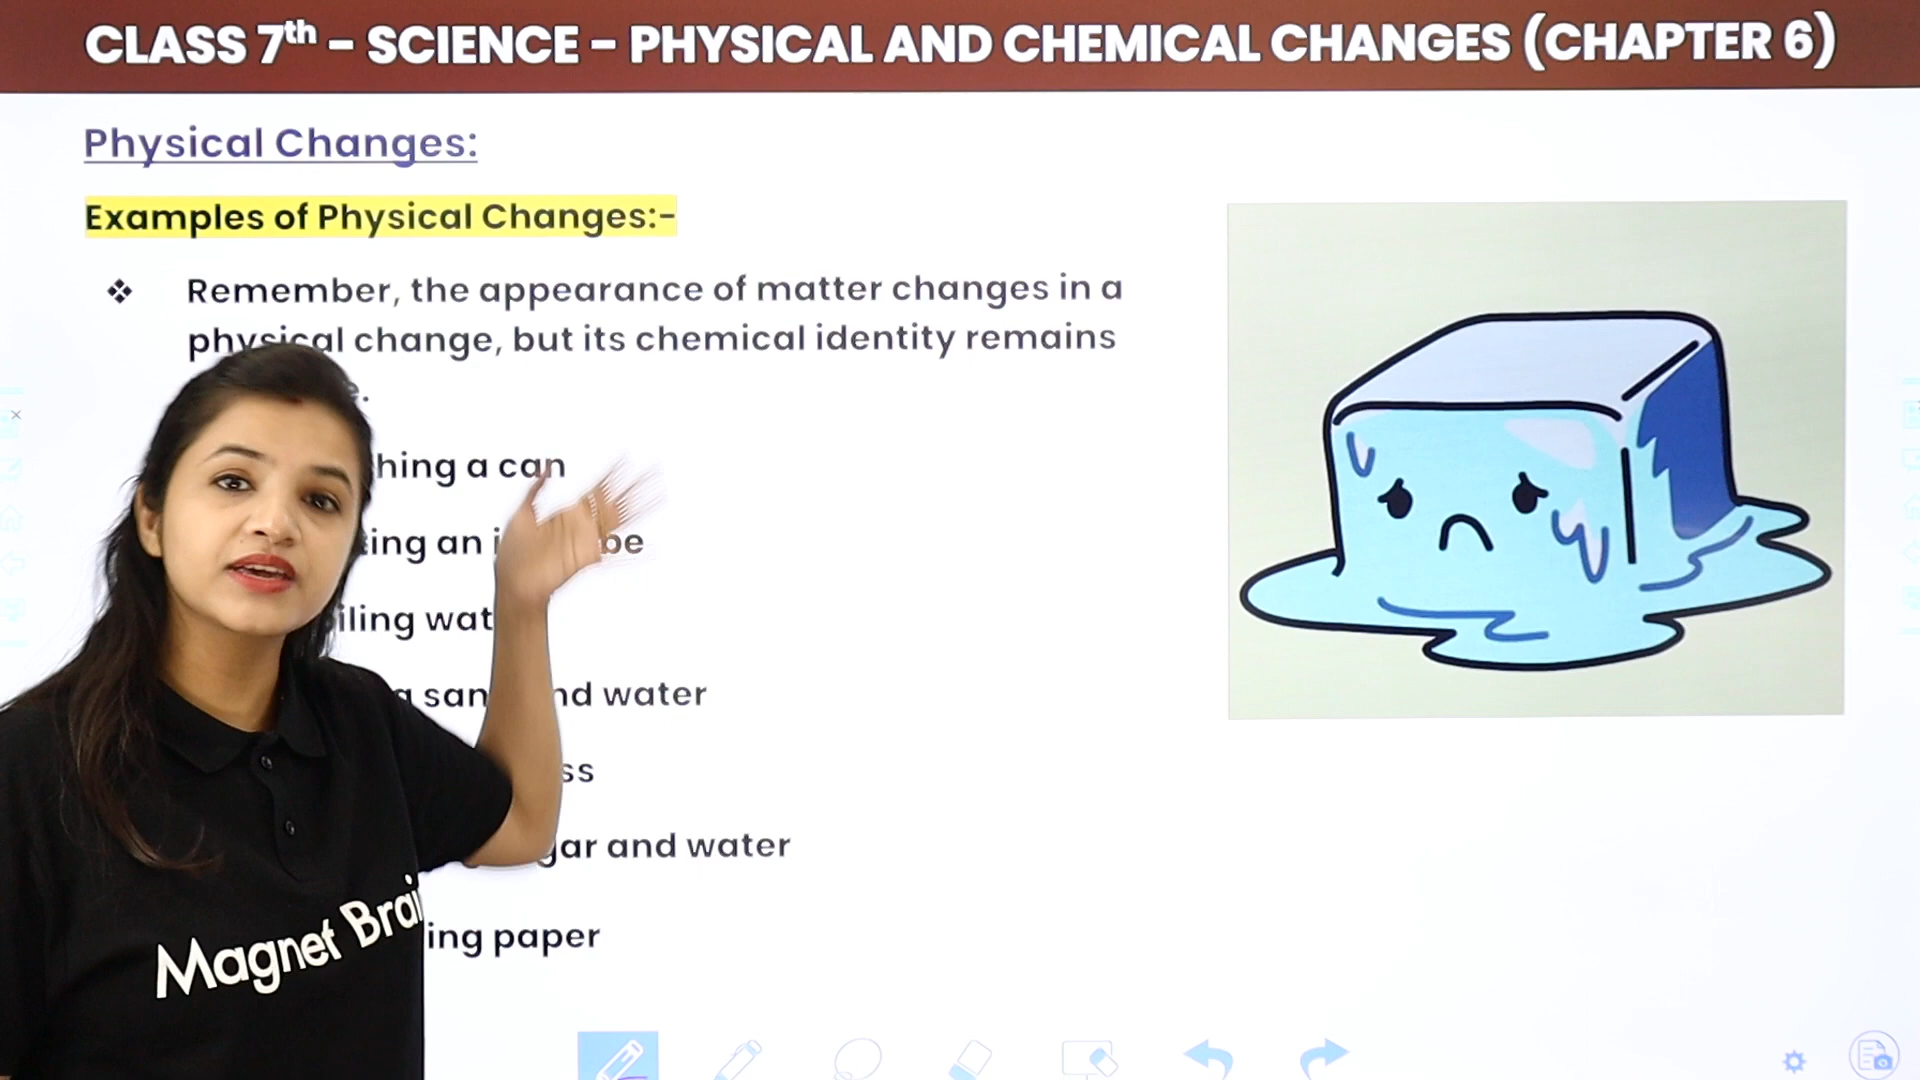 CLASS 7th - SCIENCE - PHYSICAL AND CHEMICAL CHANGES (CHAPTER 6)
Physical Changes:
Examples of Physical Changes:-
❖ Remember, the appearance of matter changes in a
physical change, but its chemical identity remains
hing a can
ing an i be
iling wat
san nd water
ss
gar and water
ing paper
Magnet Brai